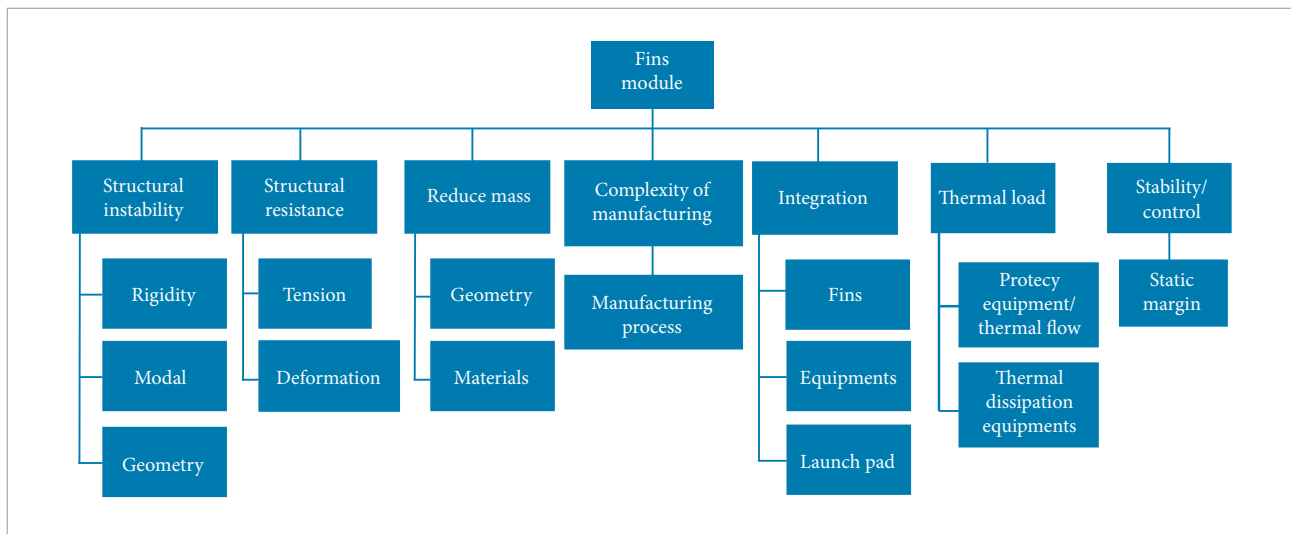 Fins
module
Structural
instability
Structural
resistance
Reduce mass
Complexity of
manufacturing
Integration
Thermal load
Stability/
control
Rigidity
Modal
Geometry
Tension
Deformation
Geometry
Materials
Manufacturing
process
Fins
Equipments
Launch pad
Protecy
equipment/
thermal flow
Thermal
dissipation
equipments
Static
margin